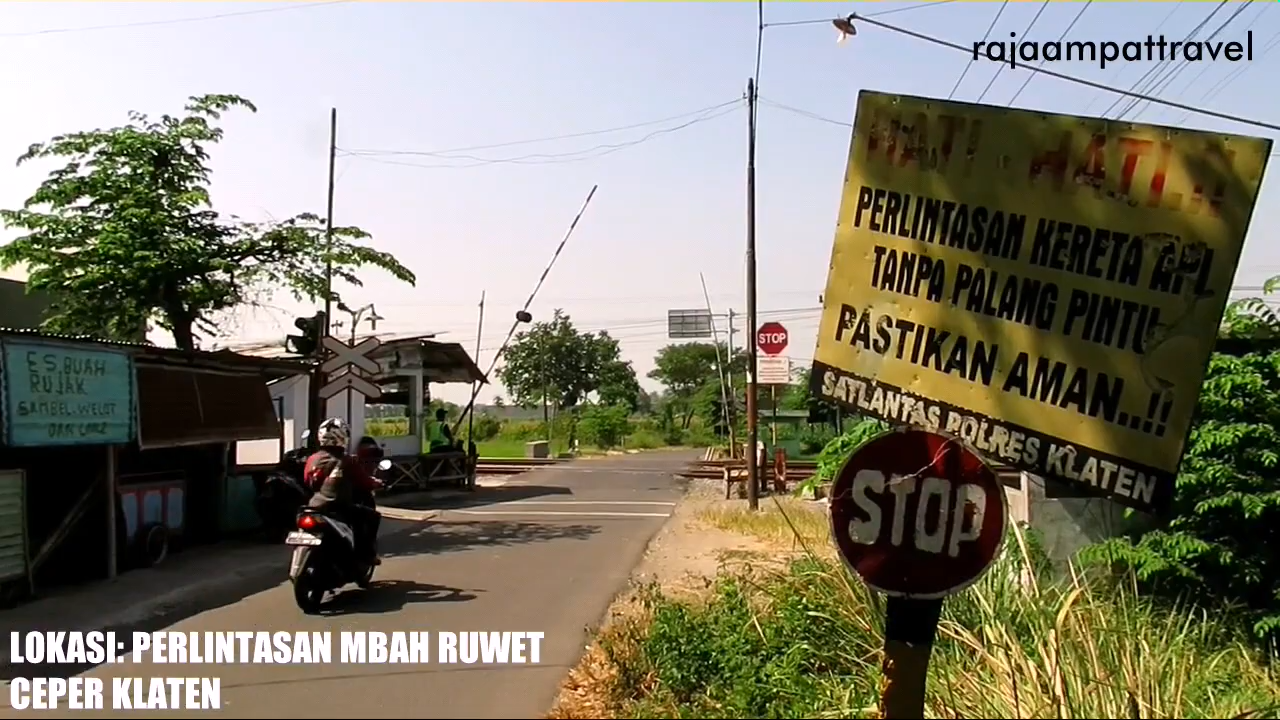 rajaampattravel
HATI - HATI..!!
PERLINTASAN KERETA API
TANPA PALANG PINTU
PASTIKAN AMAN...!!
SATLANTAS POLRES KLATEN
STOP
STOP
ES.BUAH
RUJAK
SAMBEL.WELUT
LOKASI: PERLINTASAN MBAH RUWET
CEPER KLATEN